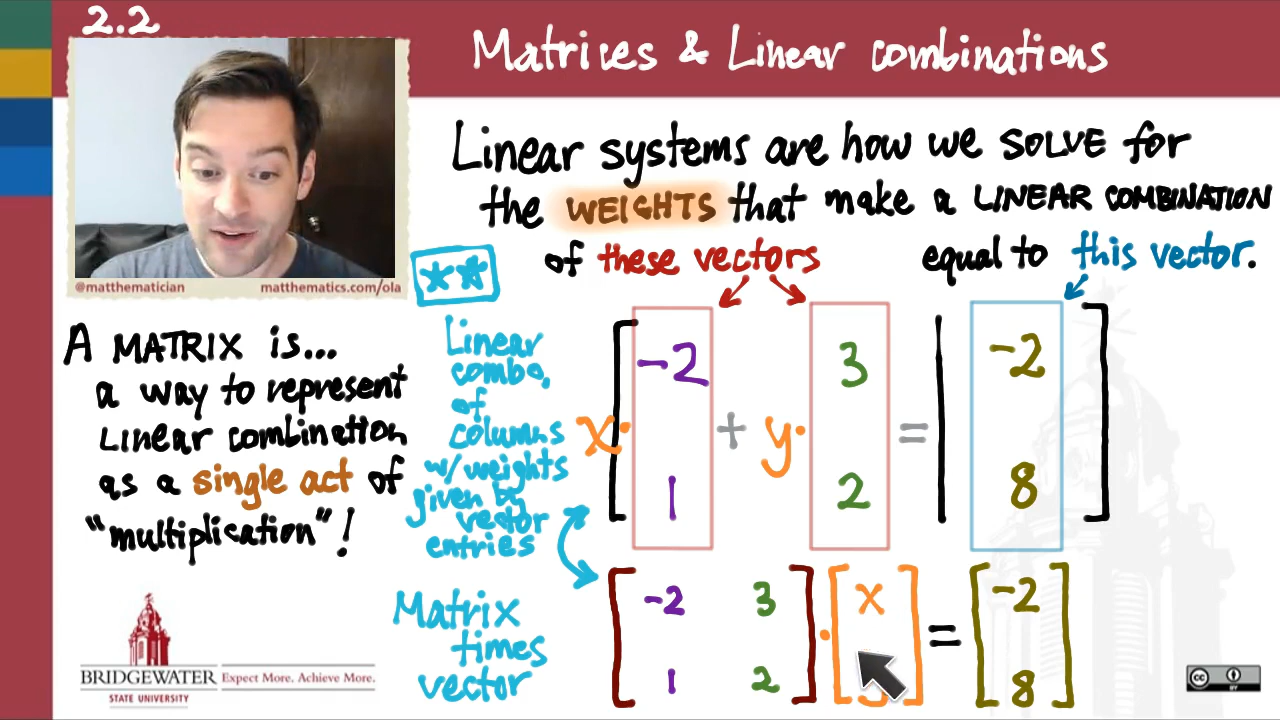 2.2
Matrices & Linear combinations
@matthematician matthematics.com/ola
Linear systems are how we SOLVE for
the WEIGHTS that make a LINEAR COMBINATION
of these vectors equal to this vector.
A MATRIX is...
a way to represent
Linear combination
as a single act of
"multiplication"!
**
Linear
combo.
of
columns
w/ weights
given by
vector
entries
x· [ -2 + y· 3 = | -2 ]
1 2 8
Matrix
times
vector
[ -2 3 ] · [ x ] = [ -2 ]
1 2 8
BRIDGEWATER
STATE UNIVERSITY
Expect More. Achieve More.
cc BY